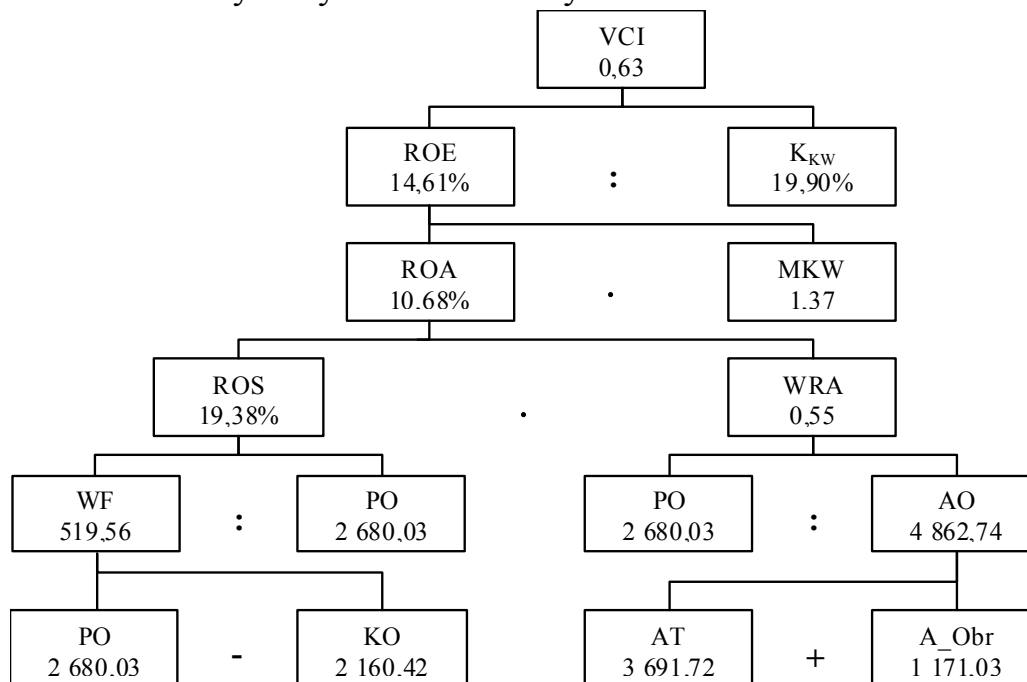 VCI
0,63
ROE
14,61%
:
K_KW
19,90%
ROA
10,68%
.
MKW
1,37
ROS
19,38%
.
WRA
0,55
WF
519,56
:
PO
2 680,03
PO
2 680,03
:
AO
4 862,74
PO
2 680,03
-
KO
2 160,42
AT
3 691,72
+
A_Obr
1 171,03